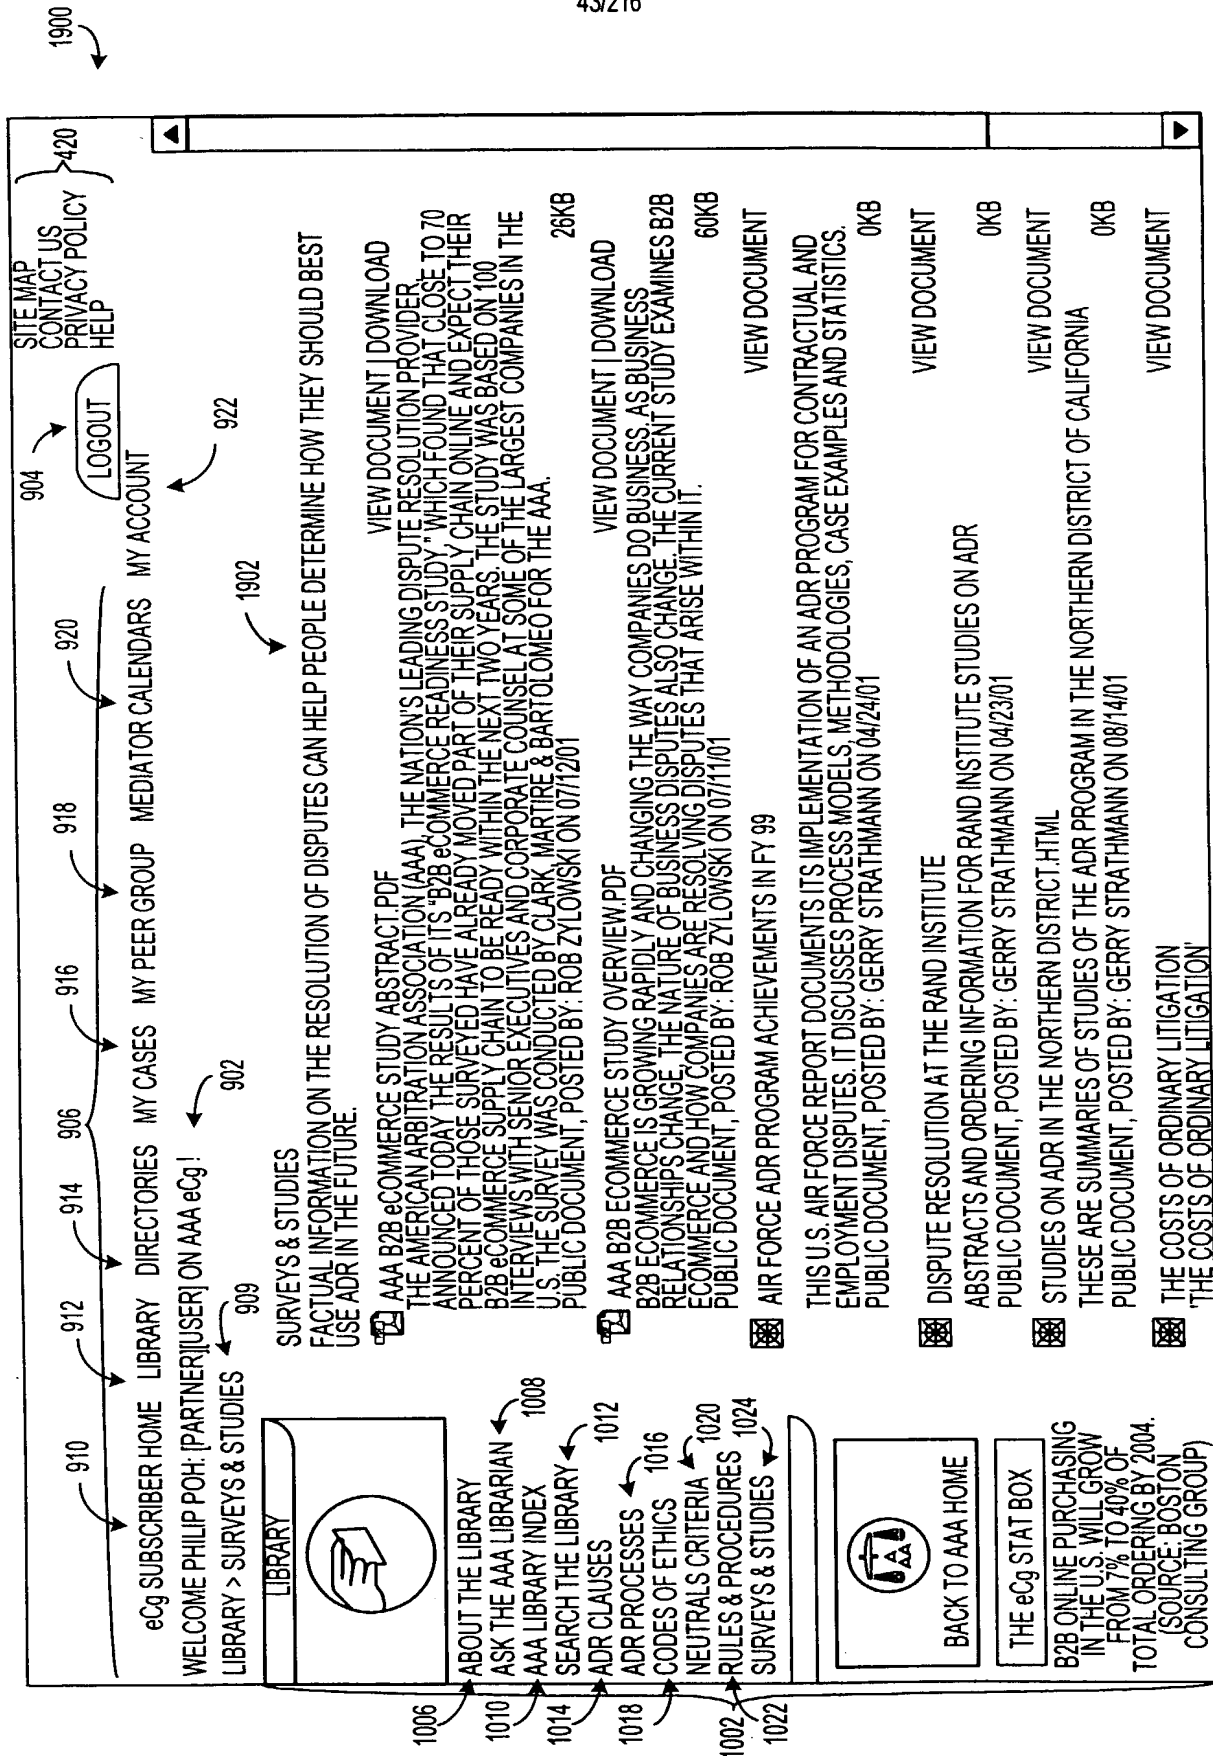 43/216
1900
SITE MAP
CONTACT US
PRIVACY POLICY
HELP
420
904
LOGOUT
906
910
912
914
916
918
920
922
eCg SUBSCRIBER HOME LIBRARY DIRECTORIES MY CASES MY PEER GROUP MEDIATOR CALENDARS MY ACCOUNT
WELCOME PHILIP POH: [PARTNER][USER] ON AAA eCg !
902
LIBRARY > SURVEYS & STUDIES
909
1902
LIBRARY
1006
ABOUT THE LIBRARY
ASK THE AAA LIBRARIAN
1008
1010
AAA LIBRARY INDEX
SEARCH THE LIBRARY
1012
1014
ADR CLAUSES
ADR PROCESSES
1016
1018
CODES OF ETHICS
NEUTRALS CRITERIA
1020
1002
1022
RULES & PROCEDURES
SURVEYS & STUDIES
1024
AAA
BACK TO AAA HOME
THE eCg STAT BOX
B2B ONLINE PURCHASING
IN THE U.S. WILL GROW
FROM 7% TO 40% OF
TOTAL ORDERING BY 2004.
(SOURCE: BOSTON
CONSULTING GROUP)
SURVEYS & STUDIES
FACTUAL INFORMATION ON THE RESOLUTION OF DISPUTES CAN HELP PEOPLE DETERMINE HOW THEY SHOULD BEST
USE ADR IN THE FUTURE.
AAA B2B eCOMMERCE STUDY ABSTRACT.PDF VIEW DOCUMENT | DOWNLOAD
THE AMERICAN ARBITRATION ASSOCIATION (AAA), THE NATION'S LEADING DISPUTE RESOLUTION PROVIDER,
ANNOUNCED TODAY THE RESULTS OF ITS "B2B eCOMMERCE READINESS STUDY," WHICH FOUND THAT CLOSE TO 70
PERCENT OF THOSE SURVEYED HAVE ALREADY MOVED PART OF THEIR SUPPLY CHAIN ONLINE AND EXPECT THEIR
B2B eCOMMERCE SUPPLY CHAIN TO BE READY WITHIN THE NEXT TWO YEARS. THE STUDY WAS BASED ON 100
INTERVIEWS WITH SENIOR EXECUTIVES AND CORPORATE COUNSEL AT SOME OF THE LARGEST COMPANIES IN THE
U.S. THE SURVEY WAS CONDUCTED BY CLARK, MARTIRE & BARTOLOMEO FOR THE AAA.
PUBLIC DOCUMENT, POSTED BY: ROB ZYLOWSKI ON 07/12/01 26KB
AAA B2B ECOMMERCE STUDY OVERVIEW.PDF VIEW DOCUMENT | DOWNLOAD
B2B ECOMMERCE IS GROWING RAPIDLY AND CHANGING THE WAY COMPANIES DO BUSINESS. AS BUSINESS
RELATIONSHIPS CHANGE, THE NATURE OF BUSINESS DISPUTES ALSO CHANGE. THE CURRENT STUDY EXAMINES B2B
ECOMMERCE AND HOW COMPANIES ARE RESOLVING DISPUTES THAT ARISE WITHIN IT.
PUBLIC DOCUMENT, POSTED BY: ROB ZYLOWSKI ON 07/11/01 60KB
AIR FORCE ADR PROGRAM ACHIEVEMENTS IN FY 99 VIEW DOCUMENT
THIS U.S. AIR FORCE REPORT DOCUMENTS ITS IMPLEMENTATION OF AN ADR PROGRAM FOR CONTRACTUAL AND
EMPLOYMENT DISPUTES. IT DISCUSSES PROCESS MODELS, METHODOLOGIES, CASE EXAMPLES AND STATISTICS.
PUBLIC DOCUMENT, POSTED BY: GERRY STRATHMANN ON 04/24/01 0KB
DISPUTE RESOLUTION AT THE RAND INSTITUTE VIEW DOCUMENT
ABSTRACTS AND ORDERING INFORMATION FOR RAND INSTITUTE STUDIES ON ADR
PUBLIC DOCUMENT, POSTED BY: GERRY STRATHMANN ON 04/23/01 0KB
STUDIES ON ADR IN THE NORTHERN DISTRICT.HTML VIEW DOCUMENT
THESE ARE SUMMARIES OF STUDIES OF THE ADR PROGRAM IN THE NORTHERN DISTRICT OF CALIFORNIA
PUBLIC DOCUMENT, POSTED BY: GERRY STRATHMANN ON 08/14/01 0KB
THE COSTS OF ORDINARY LITIGATION VIEW DOCUMENT
'THE COSTS OF ORDINARY LITIGATION'